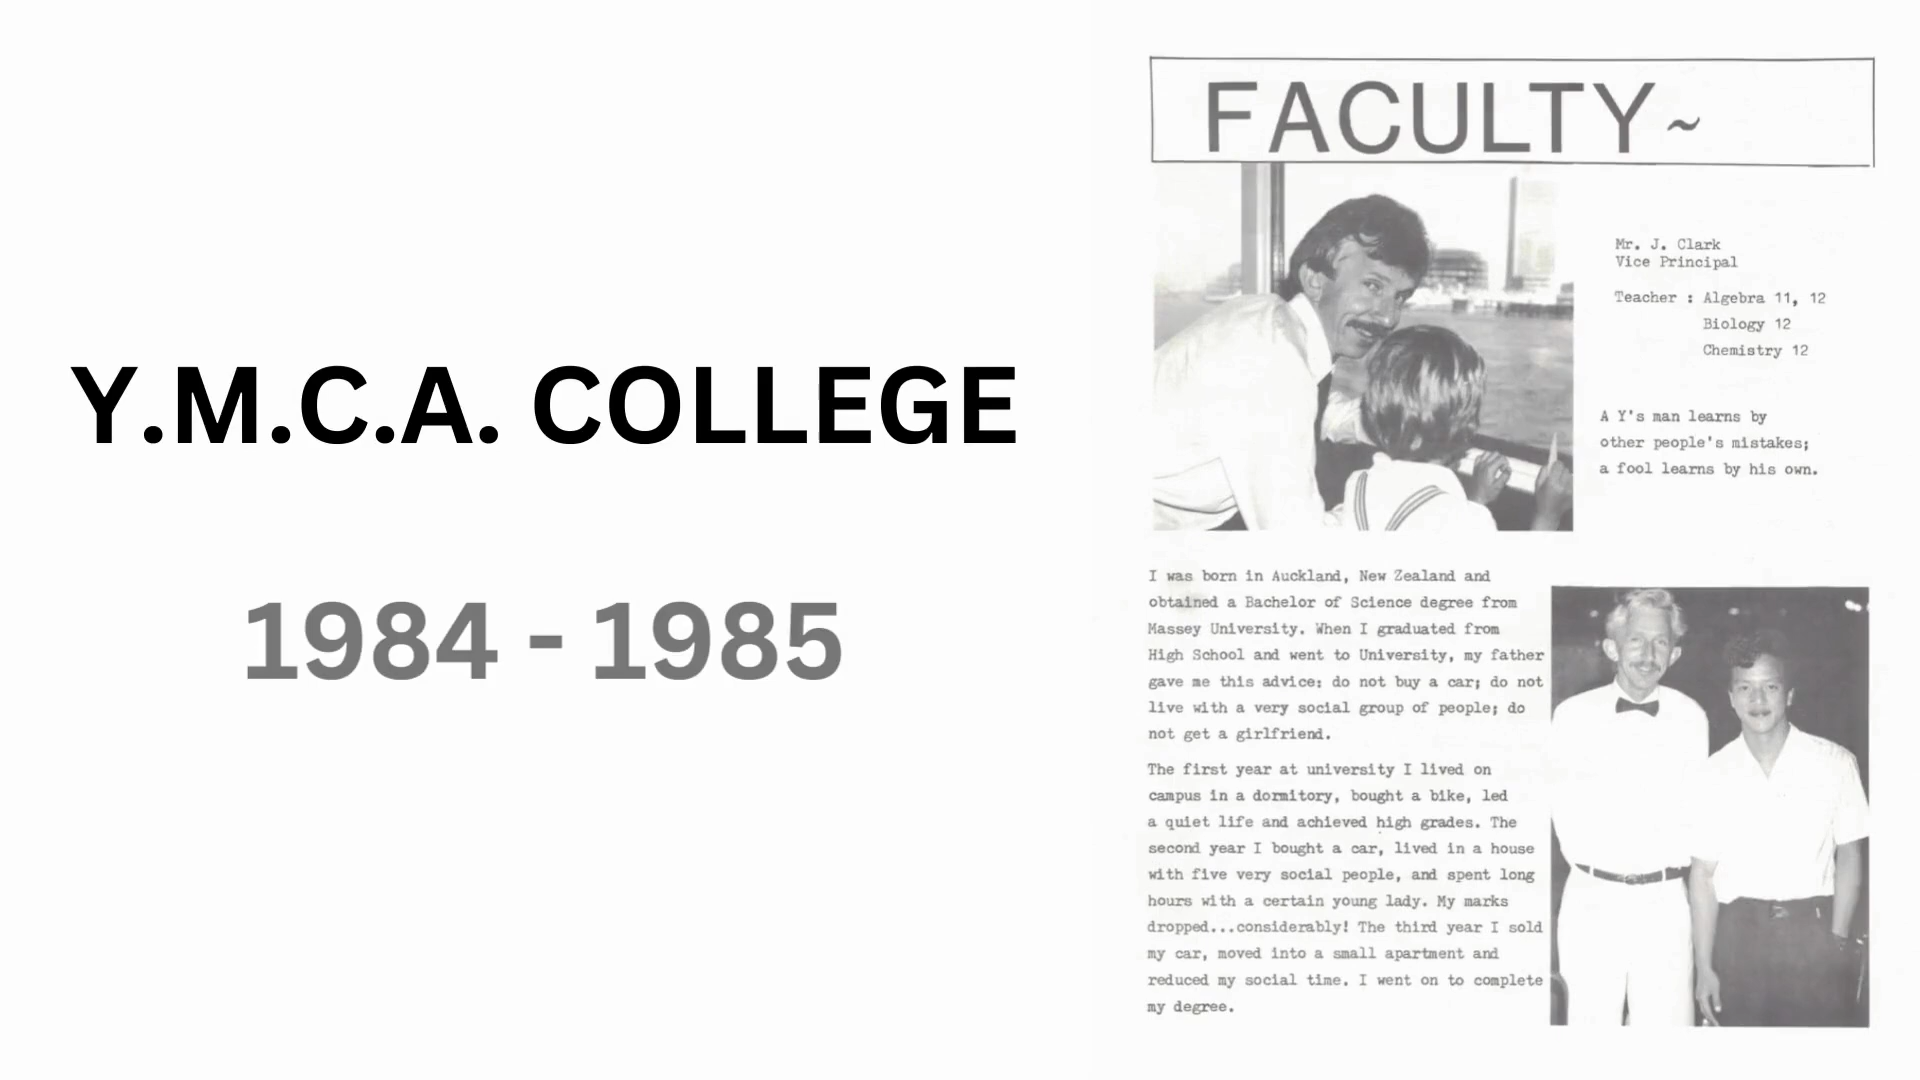 Y.M.C.A. COLLEGE
1984 - 1985
FACULTY~
Mr. J. Clark
Vice Principal
Teacher : Algebra 11, 12
Biology 12
Chemistry 12
A Y's man learns by
other people's mistakes;
a fool learns by his own.
I was born in Auckland, New Zealand and
obtained a Bachelor of Science degree from
Massey University. When I graduated from
High School and went to University, my father
gave me this advice: do not buy a car; do not
live with a very social group of people; do
not get a girlfriend.
The first year at university I lived on
campus in a dormitory, bought a bike, led
a quiet life and achieved high grades. The
second year I bought a car, lived in a house
with five very social people, and spent long
hours with a certain young lady. My marks
dropped...considerably! The third year I sold
my car, moved into a small apartment and
reduced my social time. I went on to complete
my degree.